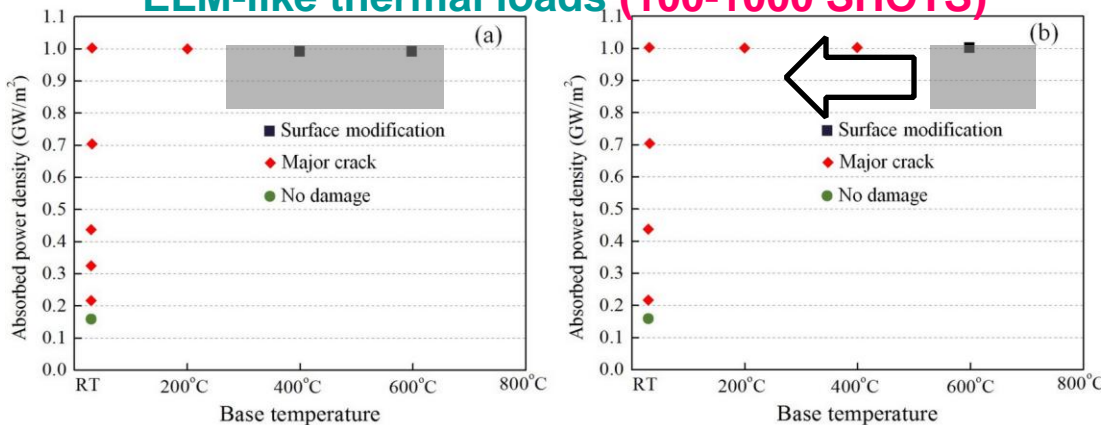 ELM-like thermal loads (100-1000 SHOTS)
(a)
Absorbed power density (GW/m²)
1.1
1.0
0.9
0.8
0.7
0.6
0.5
0.4
0.3
0.2
0.1
0.0
Surface modification
Major crack
No damage
RT 200°C 400°C 600°C 800°C
Base temperature
(b)
Absorbed power density (GW/m²)
1.1
1.0
0.9
0.8
0.7
0.6
0.5
0.4
0.3
0.2
0.1
0.0
Surface modification
Major crack
No damage
RT 200°C 400°C 600°C 800°C
Base temperature